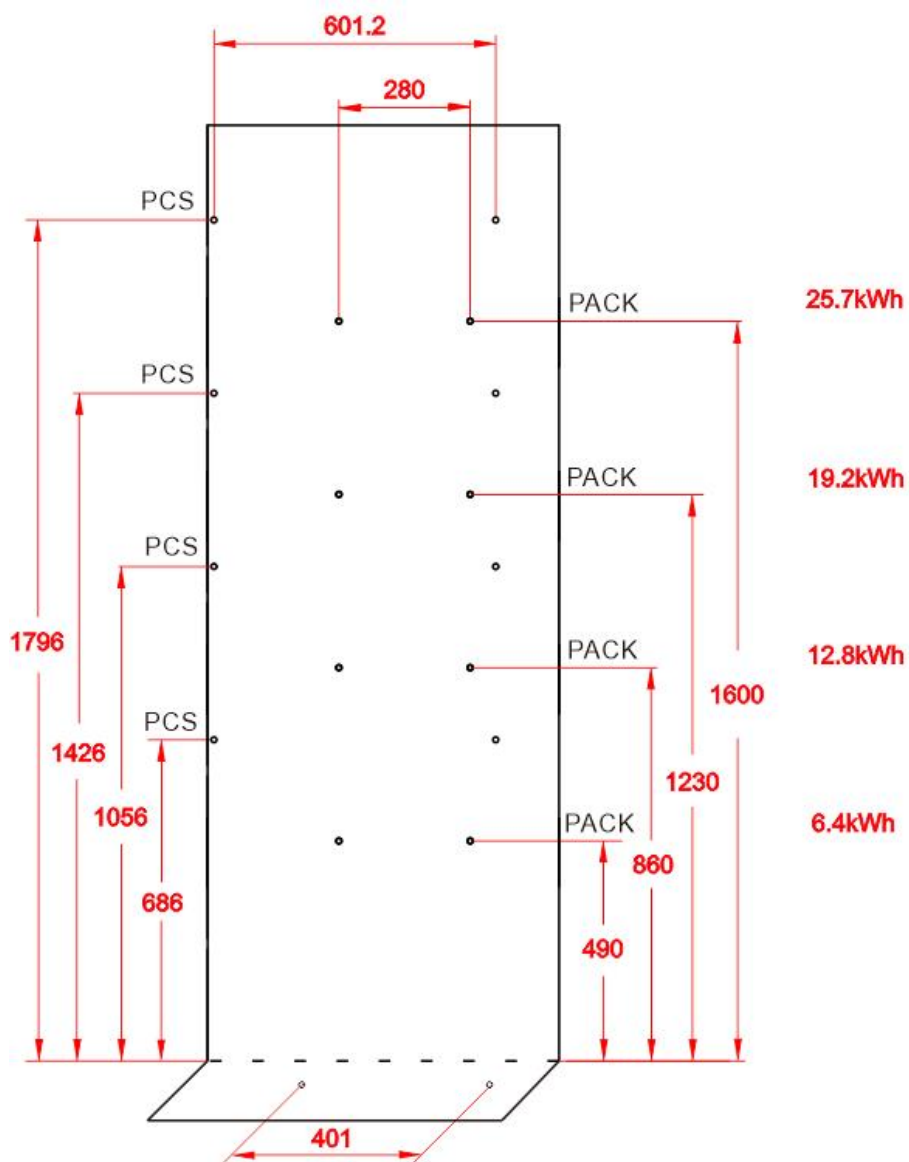 601.2
280
PCS
PACK
25.7kWh
PCS
PACK
19.2kWh
PCS
1796
PACK
12.8kWh
1600
PCS
1426
1230
1056
PACK
6.4kWh
860
686
490
401